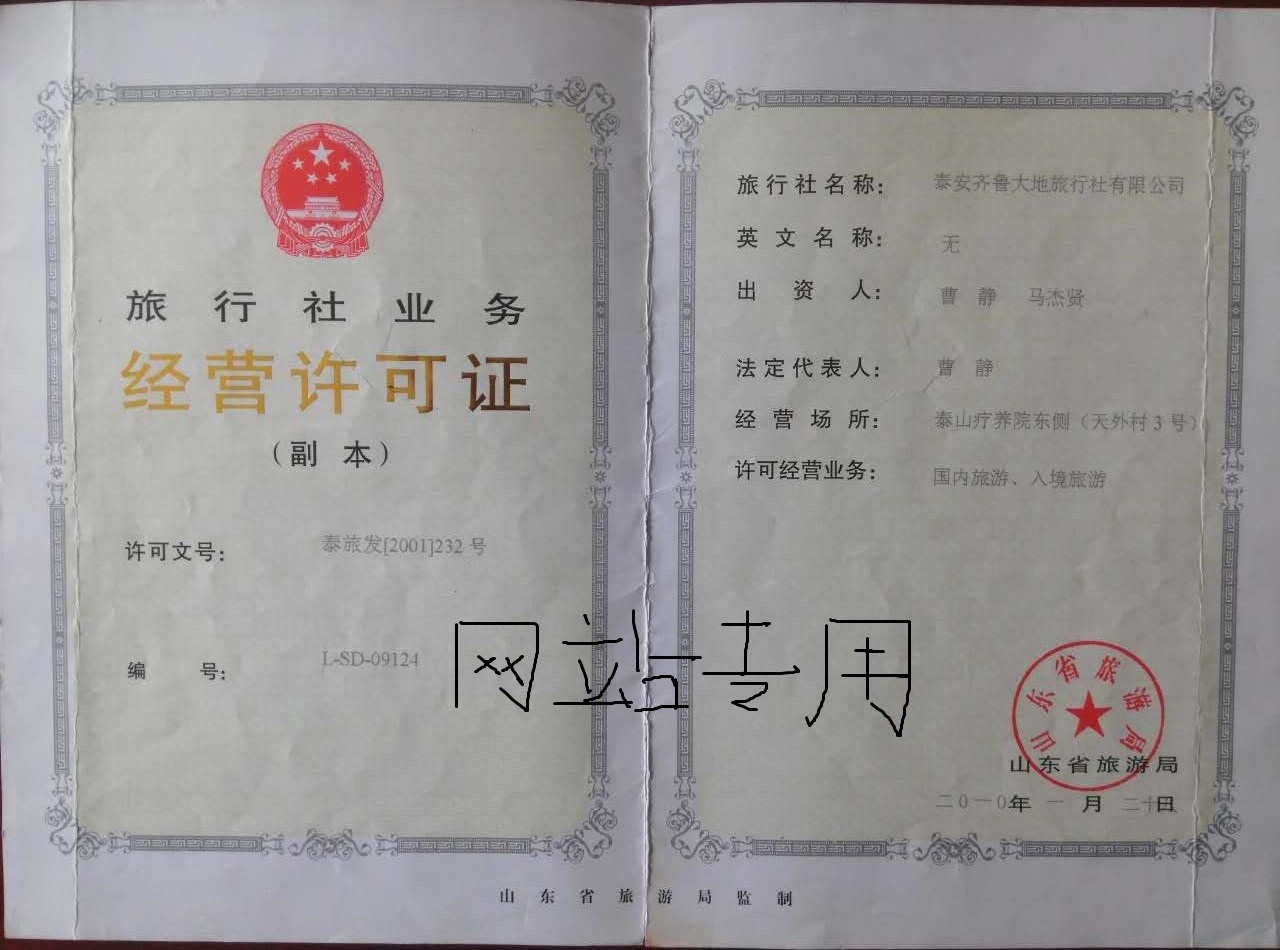 旅行社业务
经营许可证
（副本）
许可文号： 泰旅发[2001]232 号
编 号： L-SD-09124
旅行社名称： 泰安齐鲁大地旅行社有限公司
英文名称： 无
出资人： 曹 静 马杰贤
法定代表人： 曹 静
经营场所： 泰山疗养院东侧（天外村 3 号）
许可经营业务： 国内旅游、入境旅游
网站专用
山东省旅游局
山东省旅游局
二0一0年 一 月 二十日
山东省旅游局监制